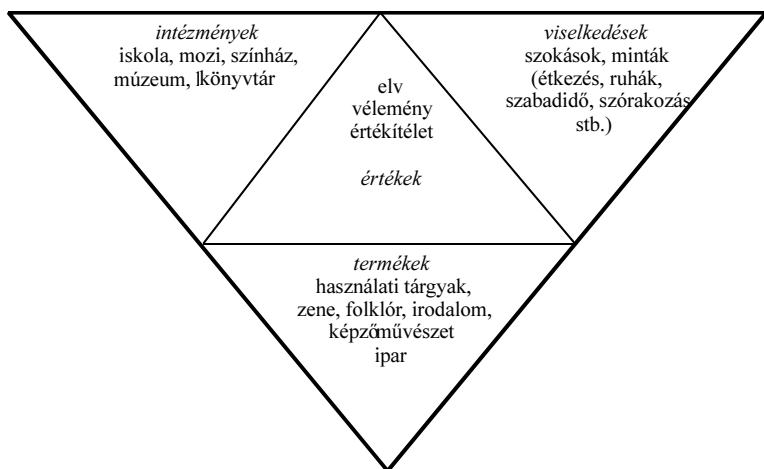 intézmények
iskola, mozi, színház,
múzeum, könyvtár
viselkedések
szokások, minták
(étkezés, ruhák,
szabadidő, szórakozás
stb.)
elv
vélemény
értékítélet
értékek
termékek
használati tárgyak,
zene, folklór, irodalom,
képzőművészet
ipar